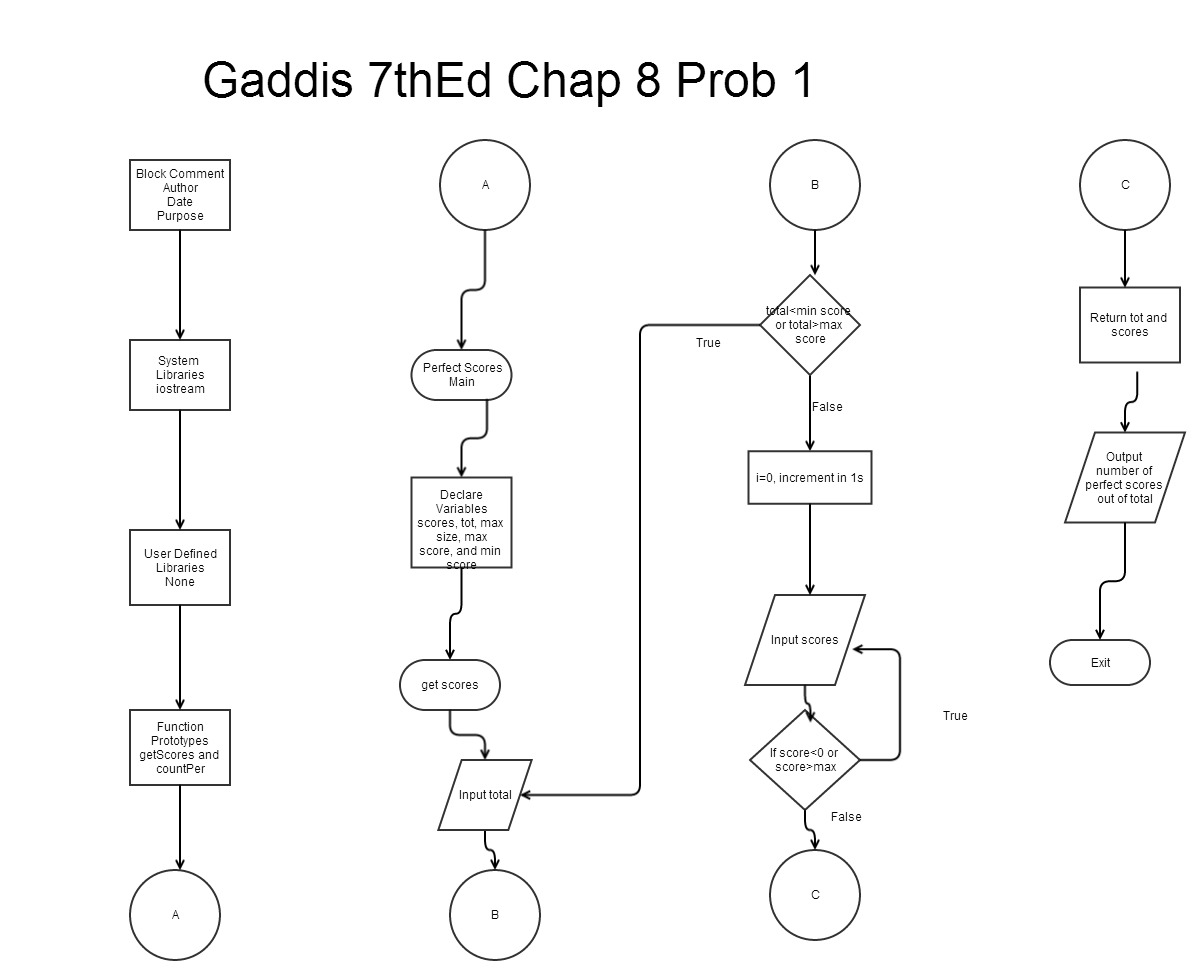 Gaddis 7thEd Chap 8 Prob 1
Block Comment
Author
Date
Purpose
System
Libraries
iostream
User Defined
Libraries
None
Function
Prototypes
getScores and
countPer
A
A
Perfect Scores
Main
Declare
Variables
scores, tot, max
size, max
score, and min
score
get scores
Input total
B
B
total<min score
or total>max
score
True
False
i=0, increment in 1s
Input scores
If score<0 or
score>max
True
False
C
C
Return tot and
scores
Output
number of
perfect scores
out of total
Exit